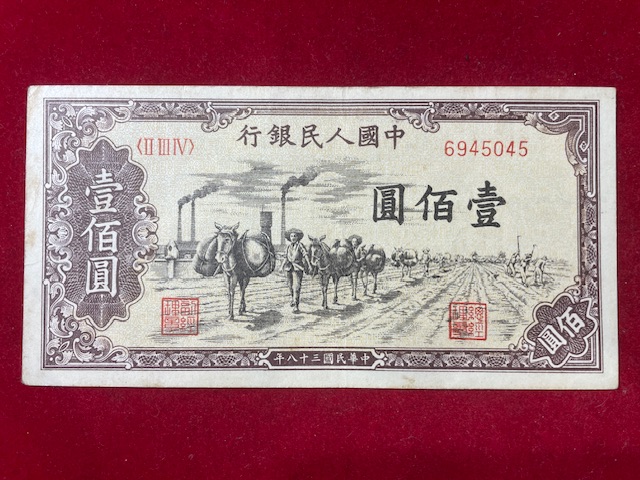 行銀民人國中
〈II III IV〉
6945045
圓佰壹
壹佰圓
佰圓
年八十三國民華中